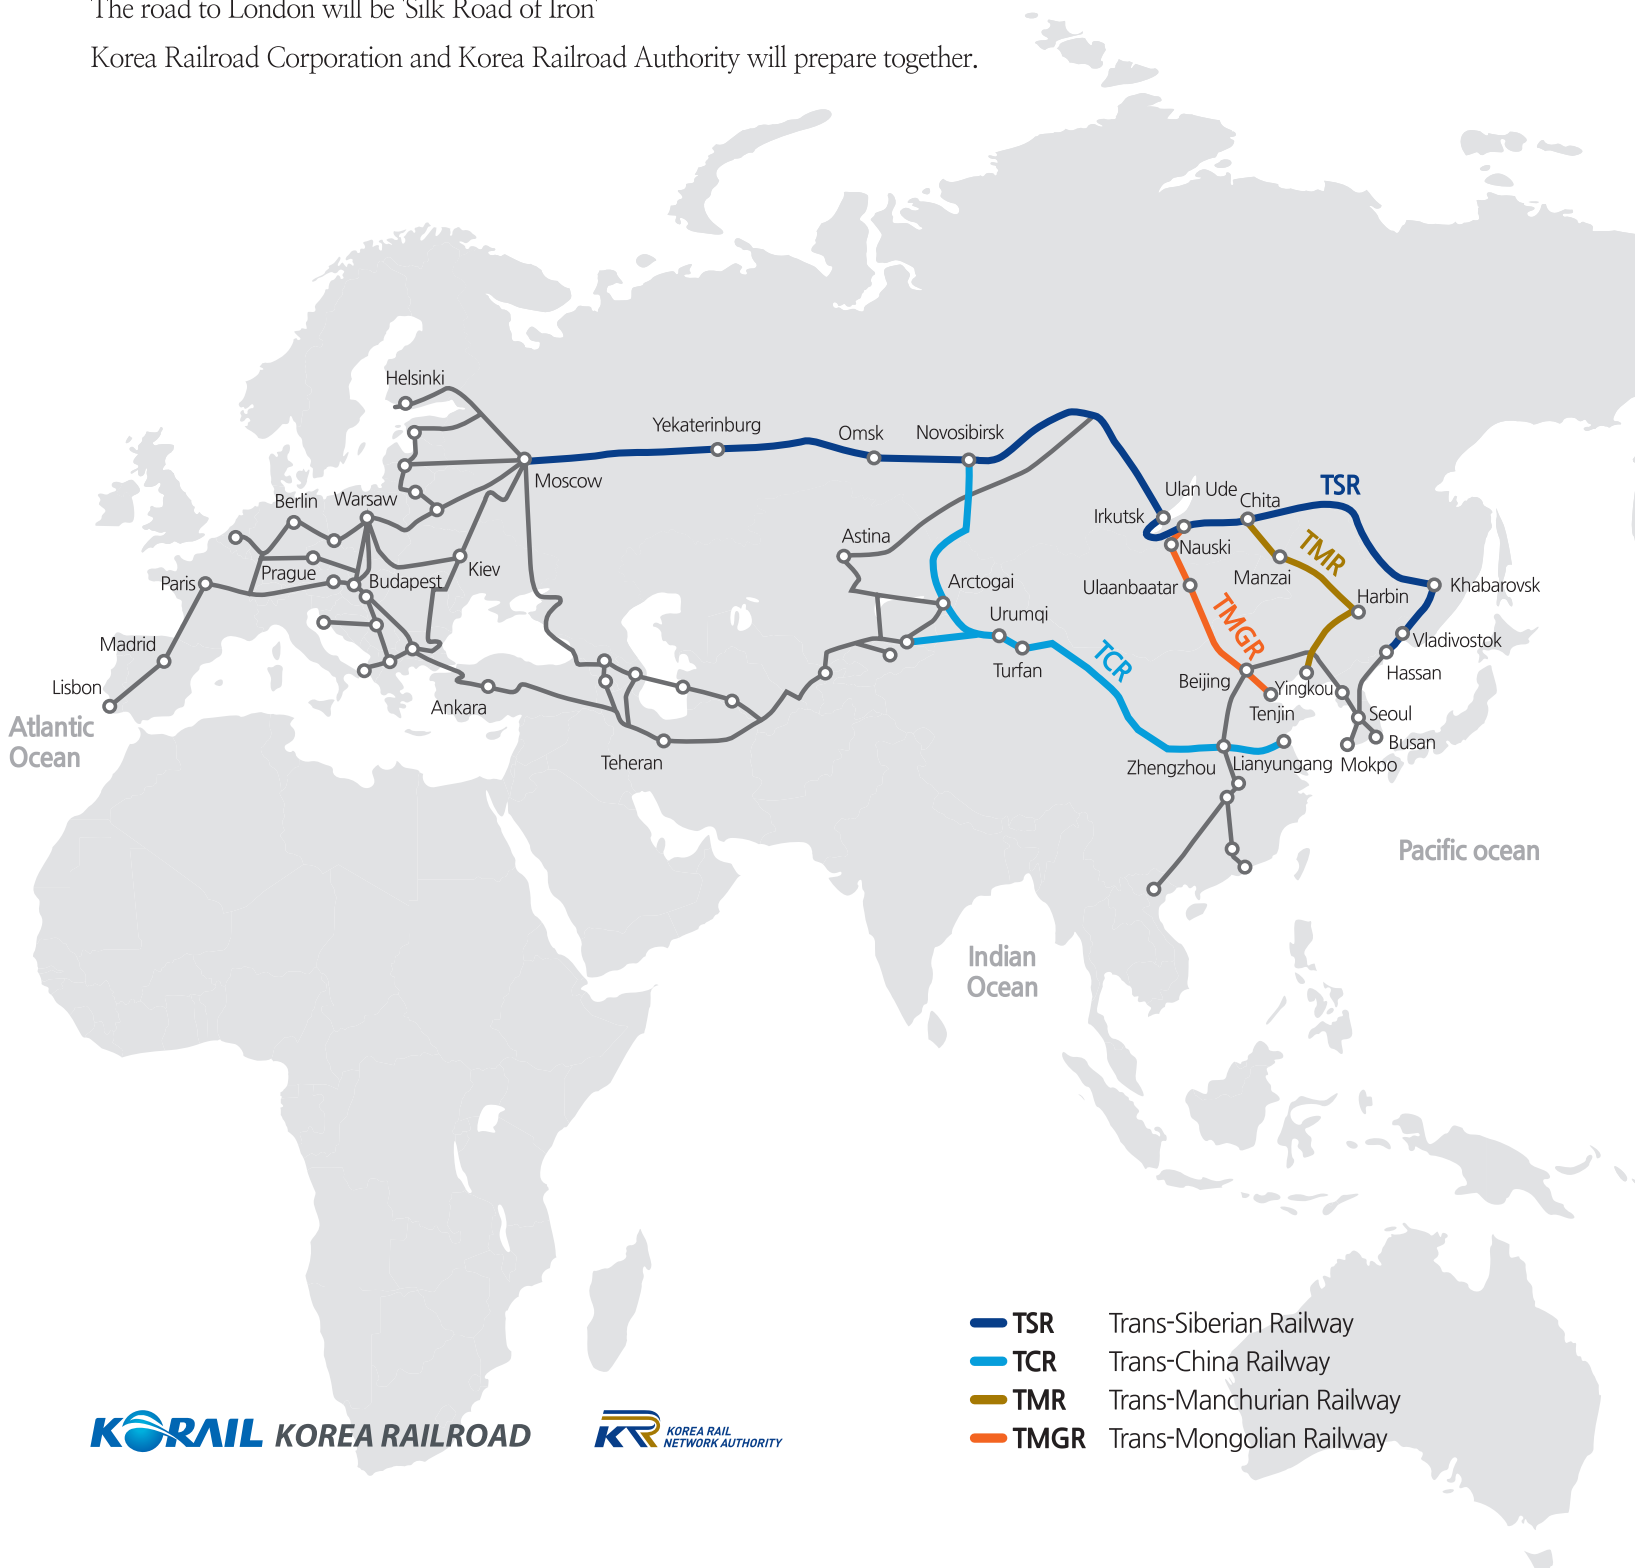 The road to London will be 'Silk Road of Iron'
Korea Railroad Corporation and Korea Railroad Authority will prepare together.
Helsinki
Yekaterinburg
Omsk
Novosibirsk
Moscow
Berlin
Warsaw
Ulan Ude
Chita
TSR
Irkutsk
Astina
Nauski
TMR
Paris
Prague
Budapest
Kiev
Arctogai
Manzai
Ulaanbaatar
Khabarovsk
Harbin
Urumqi
TMGR
Madrid
Vladivostok
TCR
Turfan
Hassan
Lisbon
Beijing
Yingkou
Ankara
Tenjin
Seoul
Atlantic
Ocean
Busan
Teheran
Zhengzhou
Lianyungang
Mokpo
Pacific ocean
Indian
Ocean
TSR Trans-Siberian Railway
TCR Trans-China Railway
TMR Trans-Manchurian Railway
TMGR Trans-Mongolian Railway
KORAIL KOREA RAILROAD
KR KOREA RAIL
NETWORK AUTHORITY